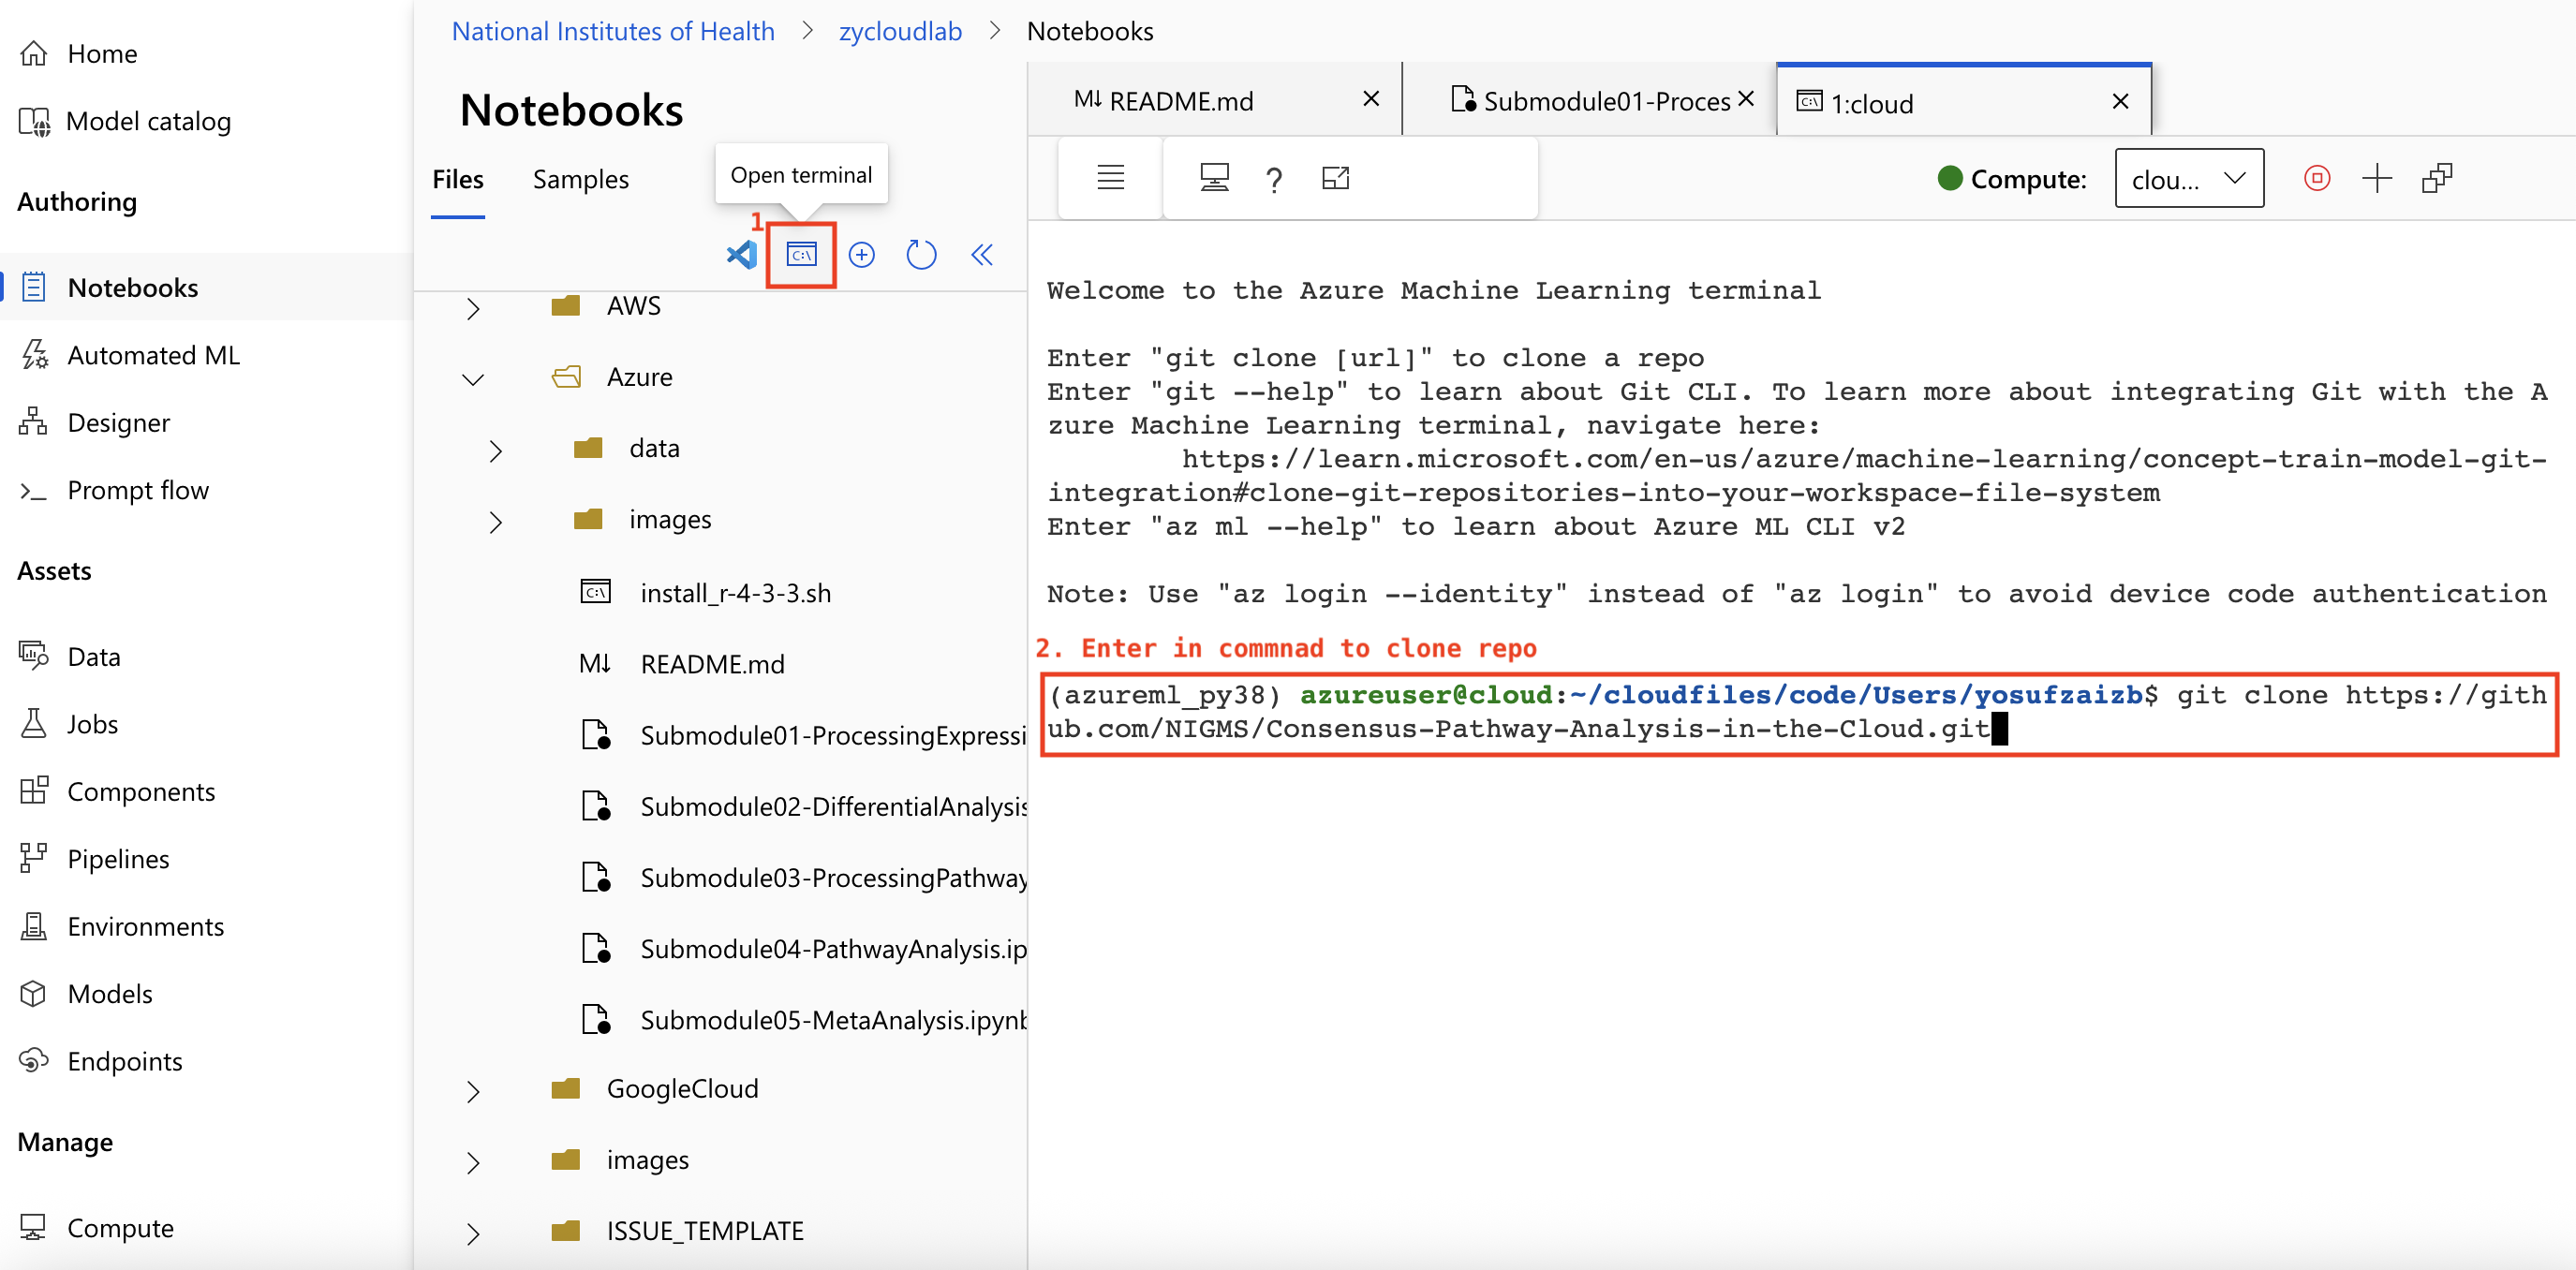 Home
Model catalog
Authoring
Notebooks
Automated ML
Designer
Prompt flow
Assets
Data
Jobs
Components
Pipelines
Environments
Models
Endpoints
Manage
Compute
National Institutes of Health > zycloudlab > Notebooks
Notebooks
Files Samples
Open terminal
1
AWS
Azure
data
images
install_r-4-3-3.sh
README.md
Submodule01-ProcessingExpressi
Submodule02-DifferentialAnalysis
Submodule03-ProcessingPathway
Submodule04-PathwayAnalysis.ip
Submodule05-MetaAnalysis.ipynb
GoogleCloud
images
ISSUE_TEMPLATE
README.md Submodule01-Proces 1:cloud
Compute: clou...
Welcome to the Azure Machine Learning terminal
Enter "git clone [url]" to clone a repo
Enter "git --help" to learn about Git CLI. To learn more about integrating Git with the A
zure Machine Learning terminal, navigate here:
https://learn.microsoft.com/en-us/azure/machine-learning/concept-train-model-git-
integration#clone-git-repositories-into-your-workspace-file-system
Enter "az ml --help" to learn about Azure ML CLI v2
Note: Use "az login --identity" instead of "az login" to avoid device code authentication
2. Enter in commnad to clone repo
(azureml_py38) azureuser@cloud:~/cloudfiles/code/Users/yosufzaizb$ git clone https://gith
ub.com/NIGMS/Consensus-Pathway-Analysis-in-the-Cloud.git